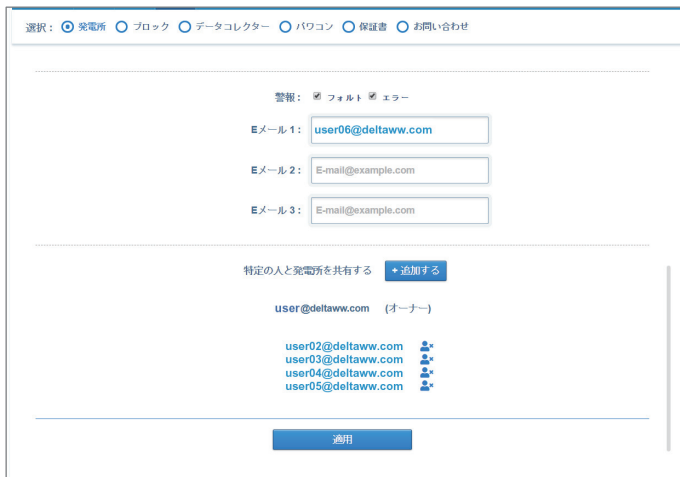 選択： 発電所 ブロック データコレクター パワコン 保証書 お問い合わせ
警報： フォルト エラー
Eメール 1： user06@deltaww.com
Eメール 2： E-mail@example.com
Eメール 3： E-mail@example.com
特定の人と発電所を共有する +追加する
user@deltaww.com (オーナー)
user02@deltaww.com
user03@deltaww.com
user04@deltaww.com
user05@deltaww.com
適用